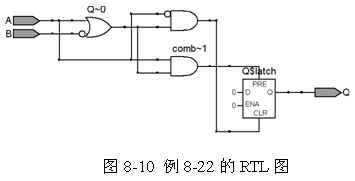 Q~0
A
B
comb~1
Q$latch
PRE
0 D Q
Q
0 ENA
CLR
图 8-10 例 8-22 的 RTL 图